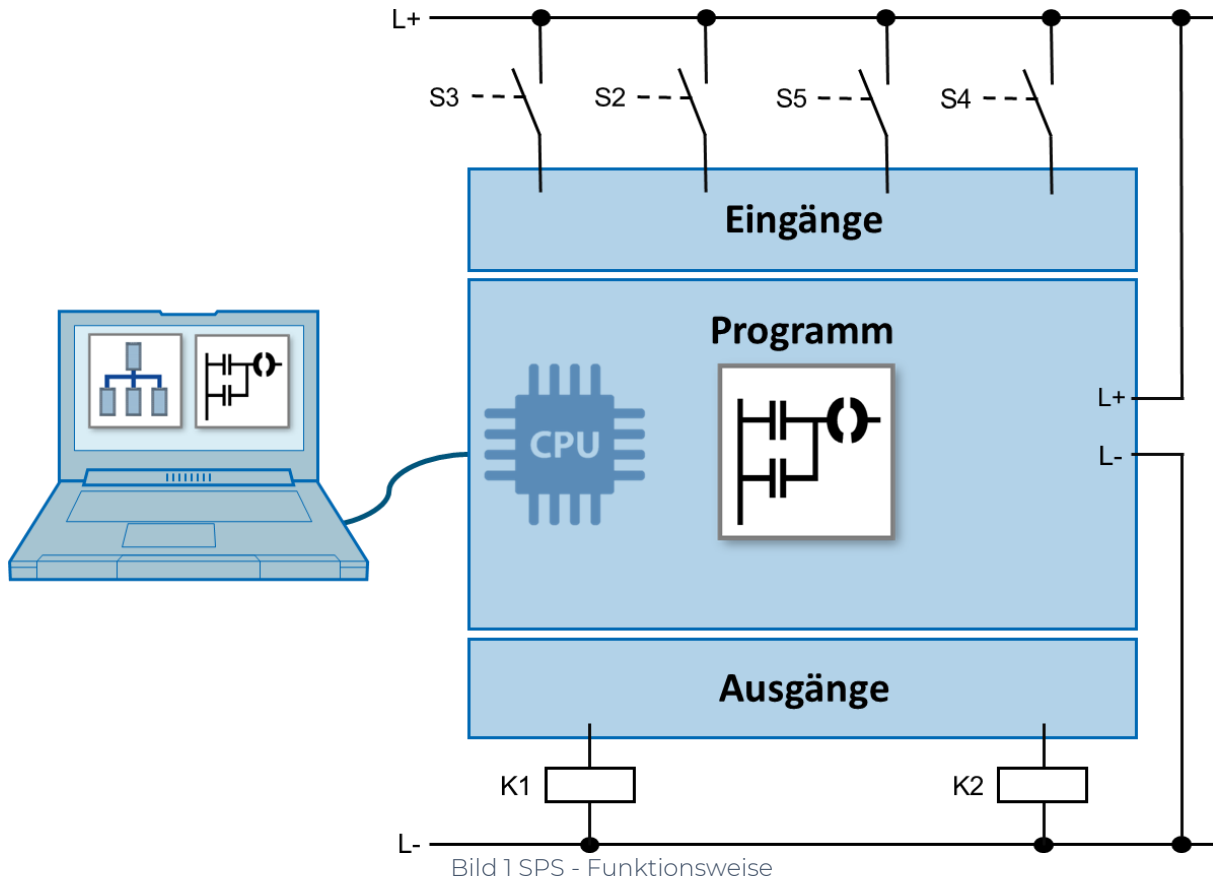 L+
S3
S2
S5
S4
Eingänge
Programm
CPU
L+
L-
Ausgänge
K1
K2
L-
Bild 1 SPS - Funktionsweise